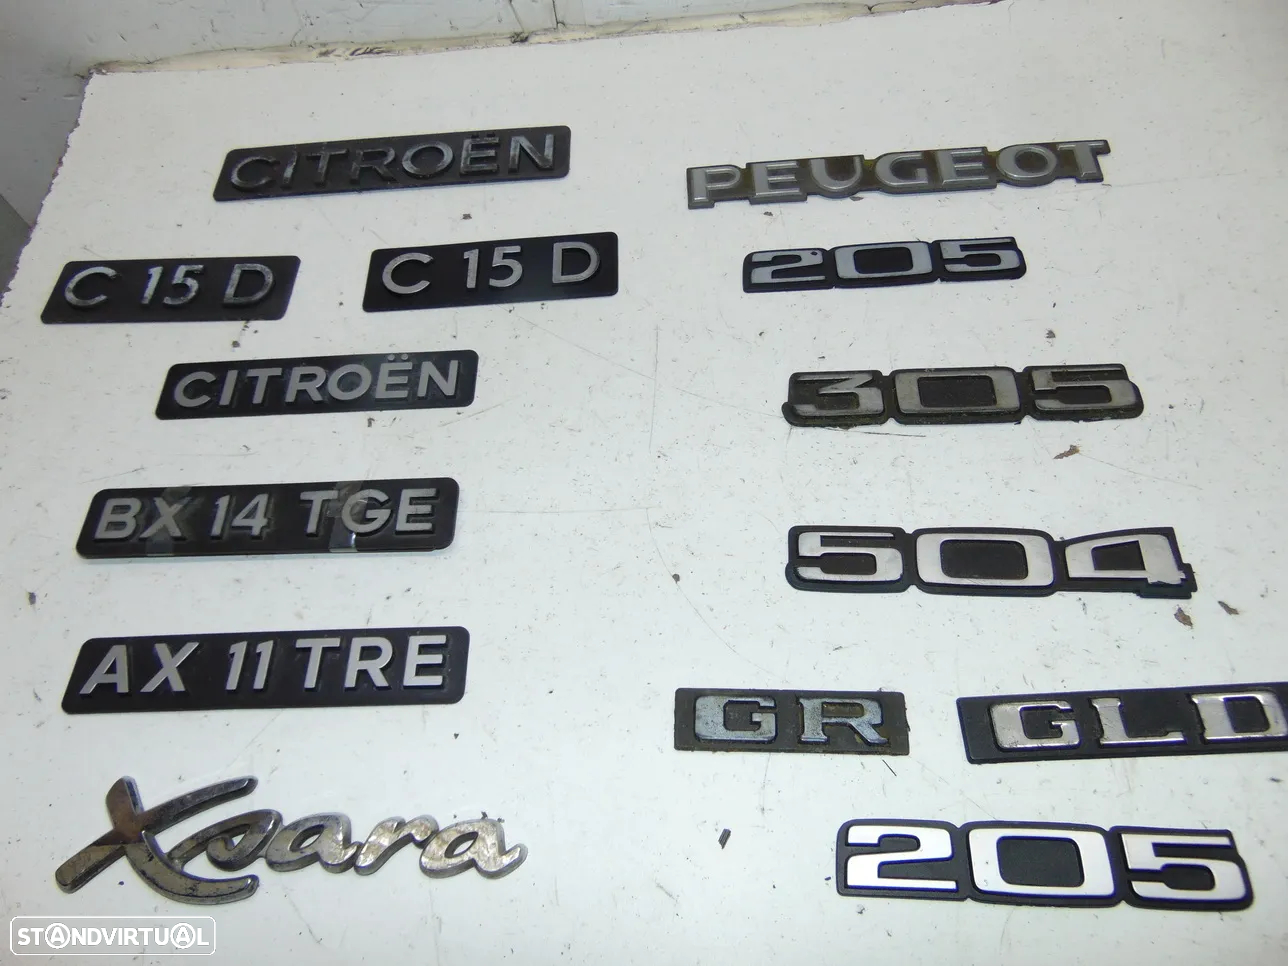 CITROËN
C 15 D
C 15 D
CITROËN
BX 14 TGE
AX 11 TRE
Xsara
PEUGEOT
205
305
504
GR
GLD
205
STANDVIRTUAL